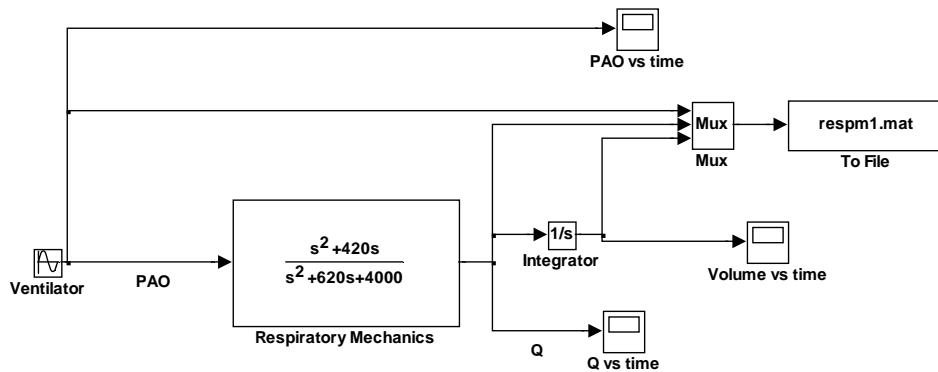 PAO vs time
Mux
Mux
respm1.mat
To File
s² +420s
s² +620s+4000
Respiratory Mechanics
Ventilator
PAO
1/s
Integrator
Volume vs time
Q
Q vs time